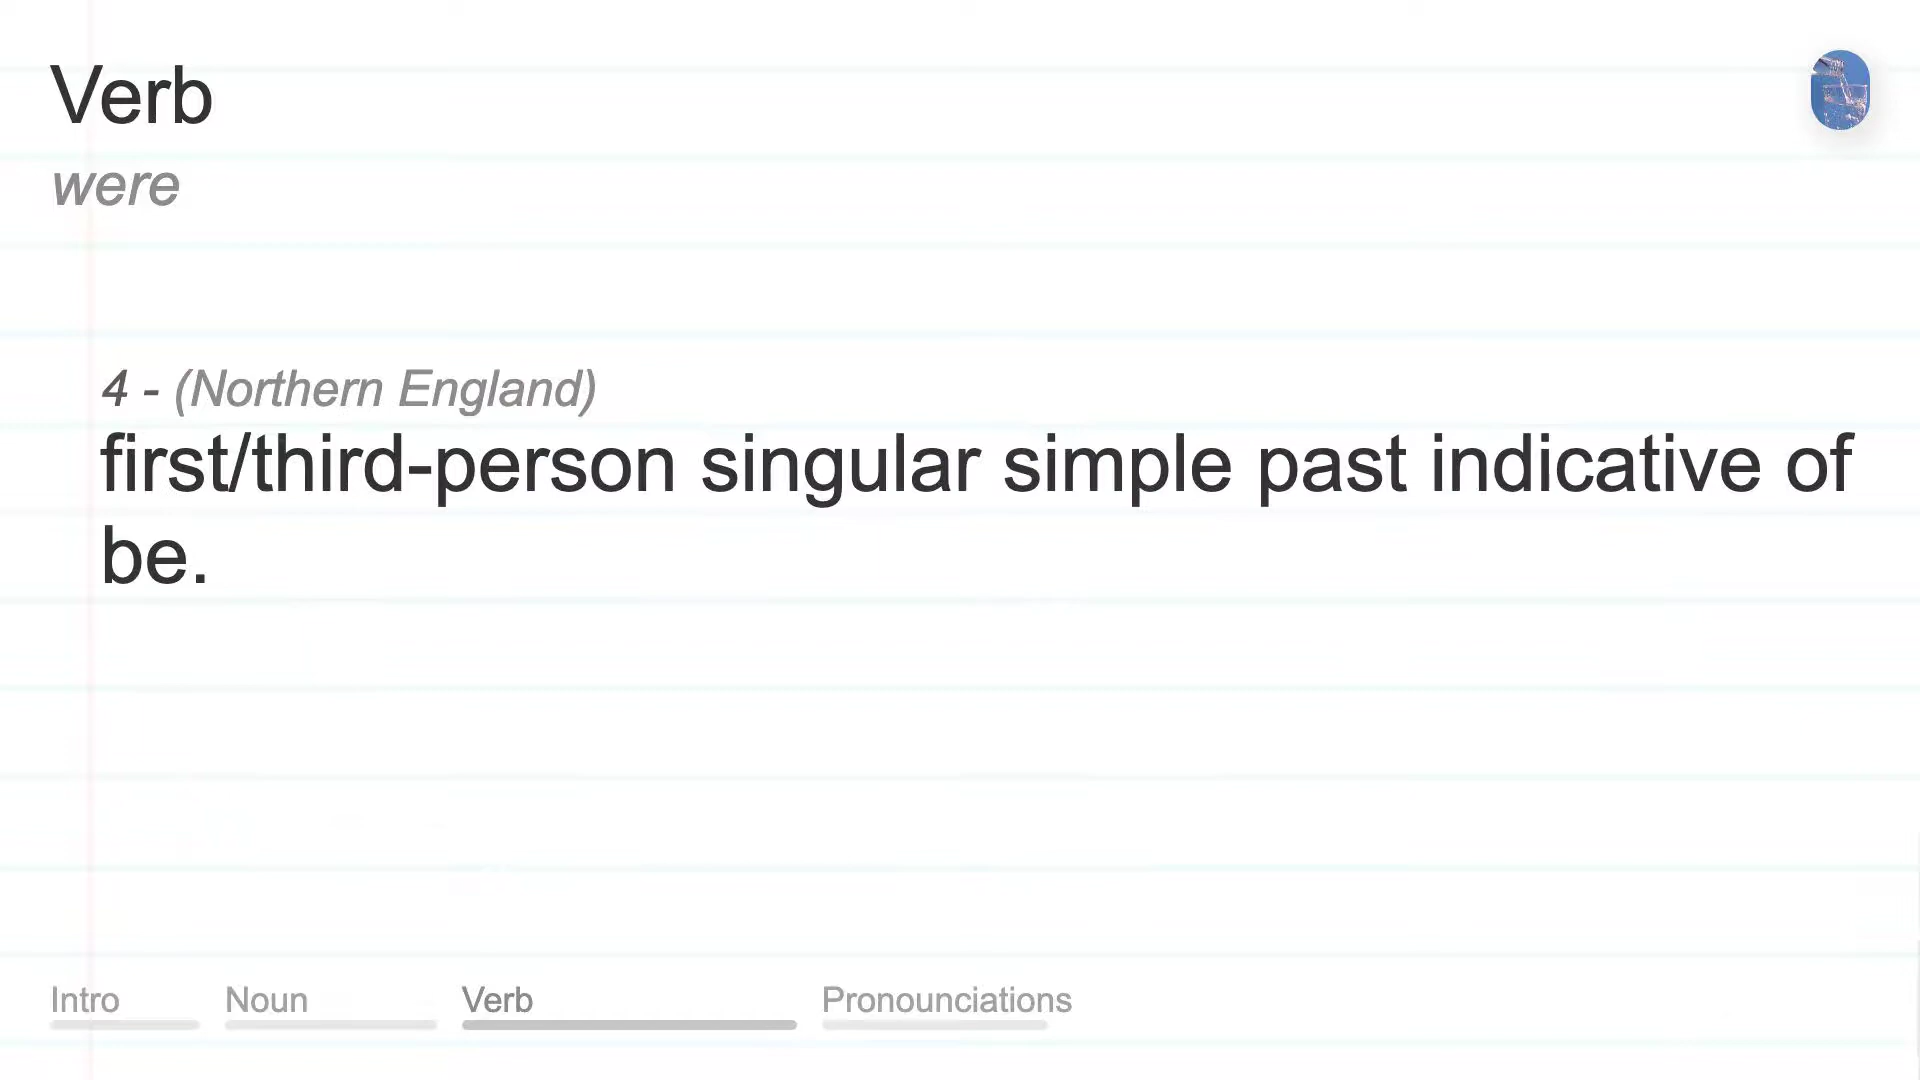 Verb
were
4 - (Northern England)
first/third-person singular simple past indicative of
be.
Intro
Noun
Verb
Pronounciations